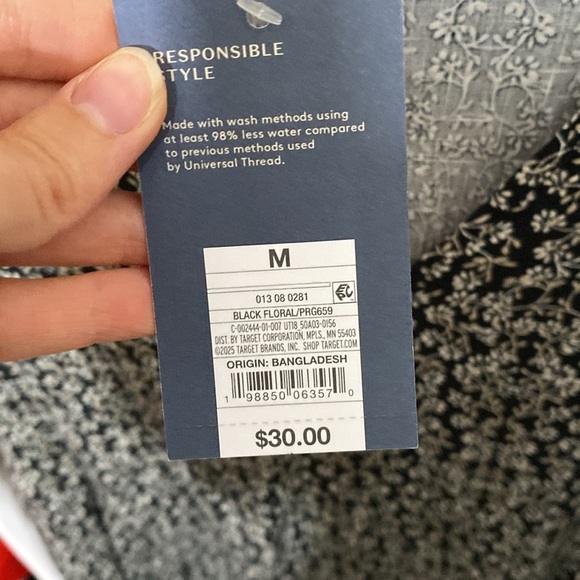 RESPONSIBLE
STYLE
Made with wash methods using
at least 98% less water compared
to previous methods used
by Universal Thread.
M
013 08 0281
BLACK FLORAL/PRG659
C-002444-01-007 UT18_50A03-0156
DIST. BY TARGET CORPORATION, MPLS., MN 55403
©2025 TARGET BRANDS, INC. SHOP TARGET.COM
ORIGIN: BANGLADESH
1 98850 06357 0
$30.00